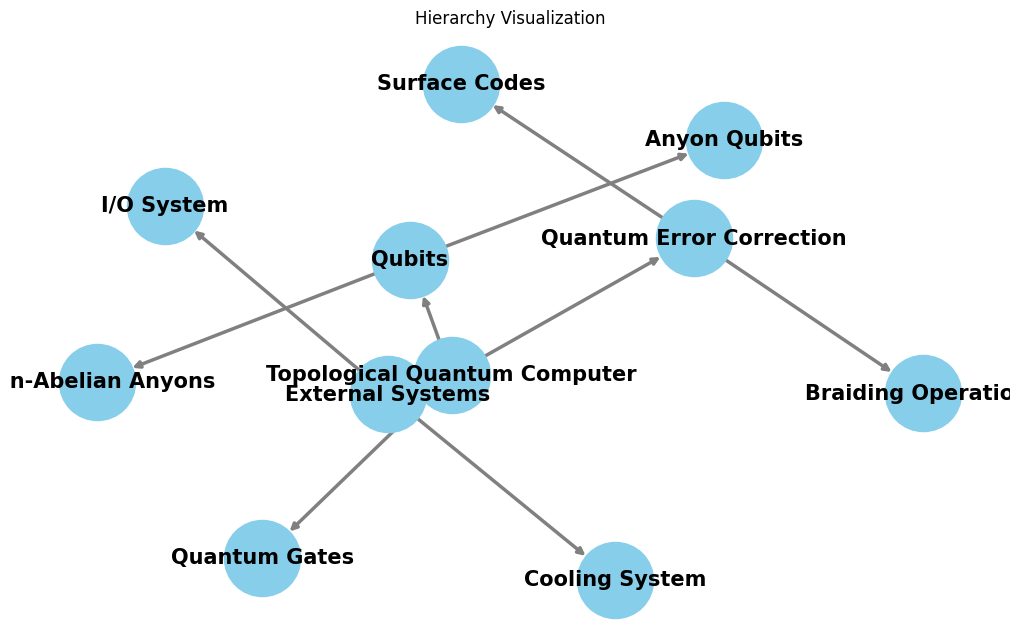 Hierarchy Visualization
Surface Codes
Anyon Qubits
I/O System
Quantum Error Correction
Qubits
Topological Quantum Computer
n-Abelian Anyons
External Systems
Braiding Operatio
Quantum Gates
Cooling System